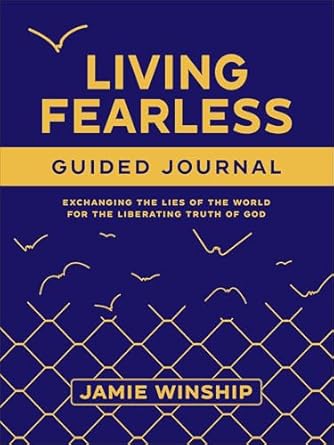 LIVING
FEARLESS
GUIDED JOURNAL
EXCHANGING THE LIES OF THE WORLD
FOR THE LIBERATING TRUTH OF GOD
JAMIE WINSHIP